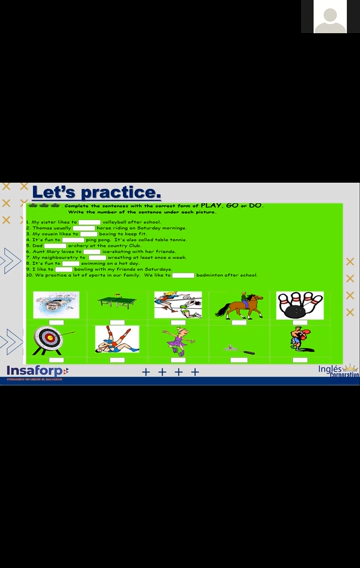 Let's practice.
Complete the sentences with the correct form of PLAY, GO or DO.
Write the number of the sentence under each picture.
1. My sister likes to volleyball after school.
2. Thomas usually horse riding on Saturday mornings.
3. My cousin likes to boxing to keep fit.
4. It's fun to ping pong. It's also called table tennis.
5. Dad archery at the country Club.
6. Aunt Mary loves to ice-skating with her friends.
7. My neighbours try to wrestling at least once a week.
8. It's fun to swimming on a hot day.
9. I like to bowling with my friends on Saturdays.
10. We practice a lot of sports in our family. We like to badminton after school.
Insaforp
Inglés
Corporation